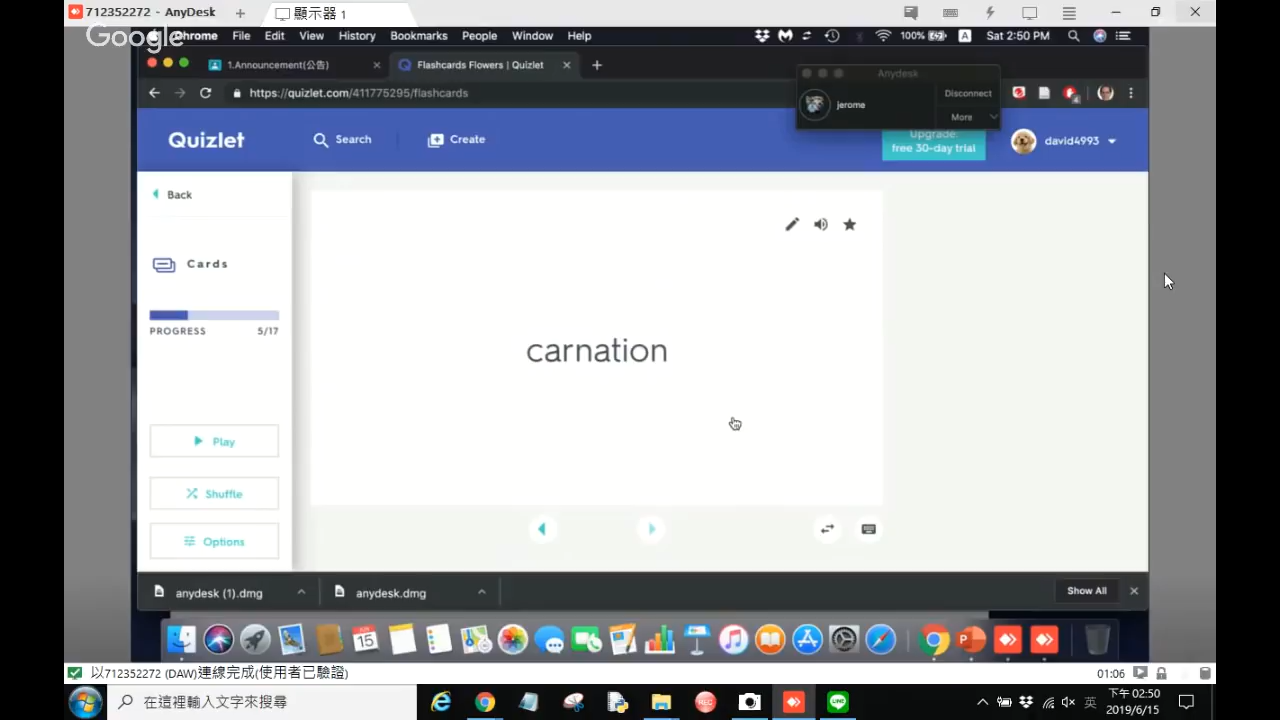 712352272 - AnyDesk
顯示器 1
Google
Chrome File Edit View History Bookmarks People Window Help
100% A Sat 2:50 PM
1.Announcement(公告)
Flashcards Flowers | Quizlet
https://quizlet.com/411775295/flashcards
Anydesk
jerome
Disconnect
More
Quizlet
Search
Create
Upgrade:
free 30-day trial
david4993
Back
Cards
PROGRESS 5/17
carnation
Play
Shuffle
Options
anydesk (1).dmg
anydesk.dmg
Show All
15
以712352272 (DAW)連線完成(使用者已驗證)
01:06
在這裡輸入文字來搜尋
REC
LINE
英
下午 02:50
2019/6/15